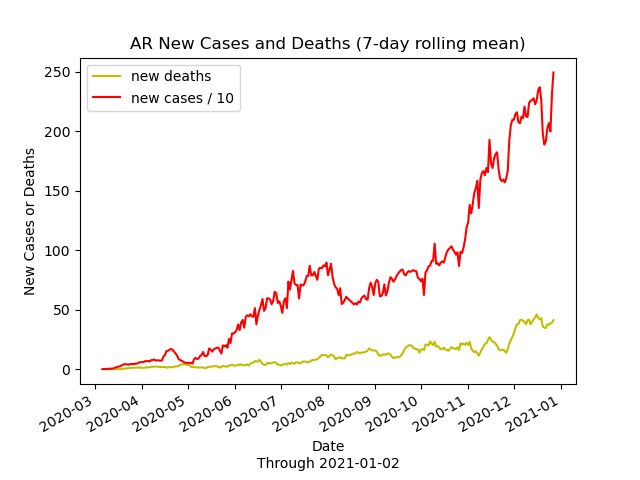 AR New Cases and Deaths (7-day rolling mean)
new deaths
new cases / 10
250
200
150
100
50
0
New Cases or Deaths
2020-03
2020-04
2020-05
2020-06
2020-07
2020-08
2020-09
2020-10
2020-11
2020-12
2021-01
Date
Through 2021-01-02